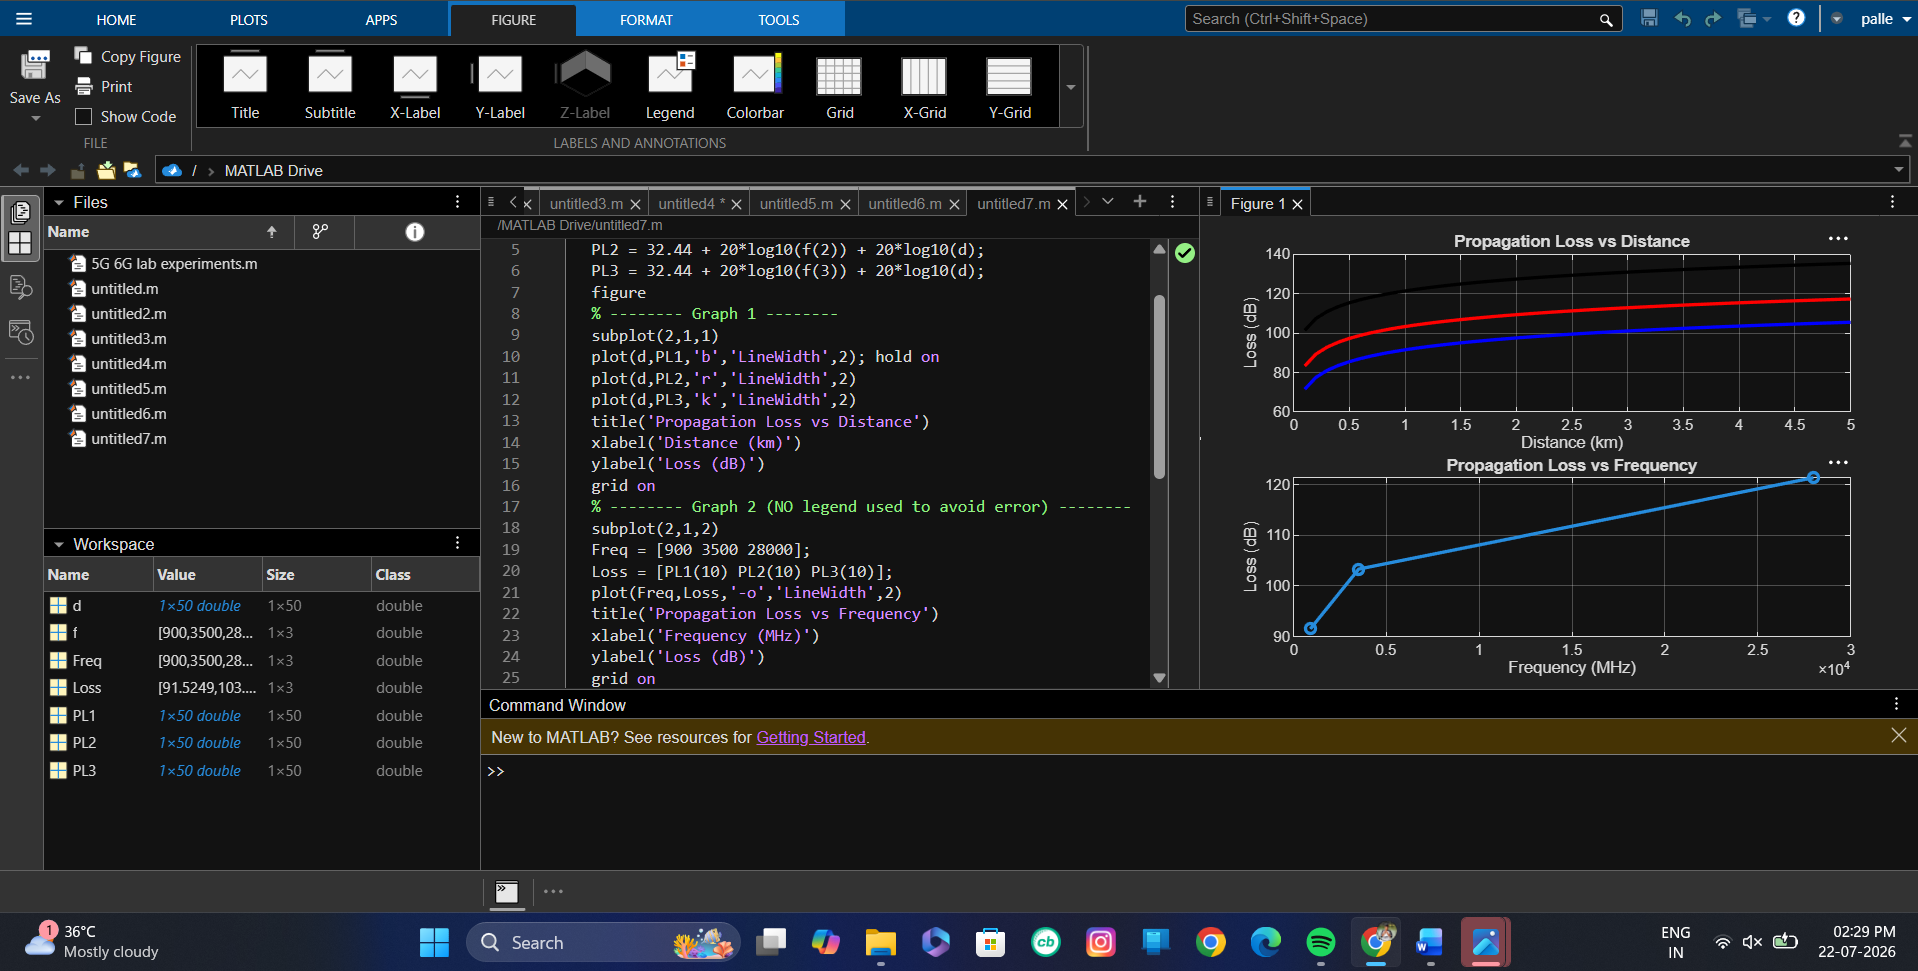 HOME PLOTS APPS FIGURE FORMAT TOOLS
Search (Ctrl+Shift+Space)
palle
Save As
Copy Figure
Print
Show Code
FILE
Title Subtitle X-Label Y-Label Z-Label Legend Colorbar Grid X-Grid Y-Grid
LABELS AND ANNOTATIONS
/ > MATLAB Drive
Files
Name
5G 6G lab experiments.m
untitled.m
untitled2.m
untitled3.m
untitled4.m
untitled5.m
untitled6.m
untitled7.m
Workspace
Name Value Size Class
d 1×50 double 1×50 double
f [900,3500,28... 1×3 double
Freq [900,3500,28... 1×3 double
Loss [91.5249,103.... 1×3 double
PL1 1×50 double 1×50 double
PL2 1×50 double 1×50 double
PL3 1×50 double 1×50 double
untitled3.m untitled4 * untitled5.m untitled6.m untitled7.m
/MATLAB Drive/untitled7.m
5 PL2 = 32.44 + 20*log10(f(2)) + 20*log10(d);
6 PL3 = 32.44 + 20*log10(f(3)) + 20*log10(d);
7 figure
8 % -------- Graph 1 --------
9 subplot(2,1,1)
10 plot(d,PL1,'b','LineWidth',2); hold on
11 plot(d,PL2,'r','LineWidth',2)
12 plot(d,PL3,'k','LineWidth',2)
13 title('Propagation Loss vs Distance')
14 xlabel('Distance (km)')
15 ylabel('Loss (dB)')
16 grid on
17 % -------- Graph 2 (NO legend used to avoid error) --------
18 subplot(2,1,2)
19 Freq = [900 3500 28000];
20 Loss = [PL1(10) PL2(10) PL3(10)];
21 plot(Freq,Loss,'-o','LineWidth',2)
22 title('Propagation Loss vs Frequency')
23 xlabel('Frequency (MHz)')
24 ylabel('Loss (dB)')
25 grid on
Figure 1
Propagation Loss vs Distance
Loss (dB)
140
120
100
80
60
0 0.5 1 1.5 2 2.5 3 3.5 4 4.5 5
Distance (km)
Propagation Loss vs Frequency
Loss (dB)
120
110
100
90
0 0.5 1 1.5 2 2.5 3
Frequency (MHz) ×10⁴
Command Window
New to MATLAB? See resources for Getting Started.
>>
1
36°C
Mostly cloudy
Search
cb
W
ENG
IN
02:29 PM
22-07-2026